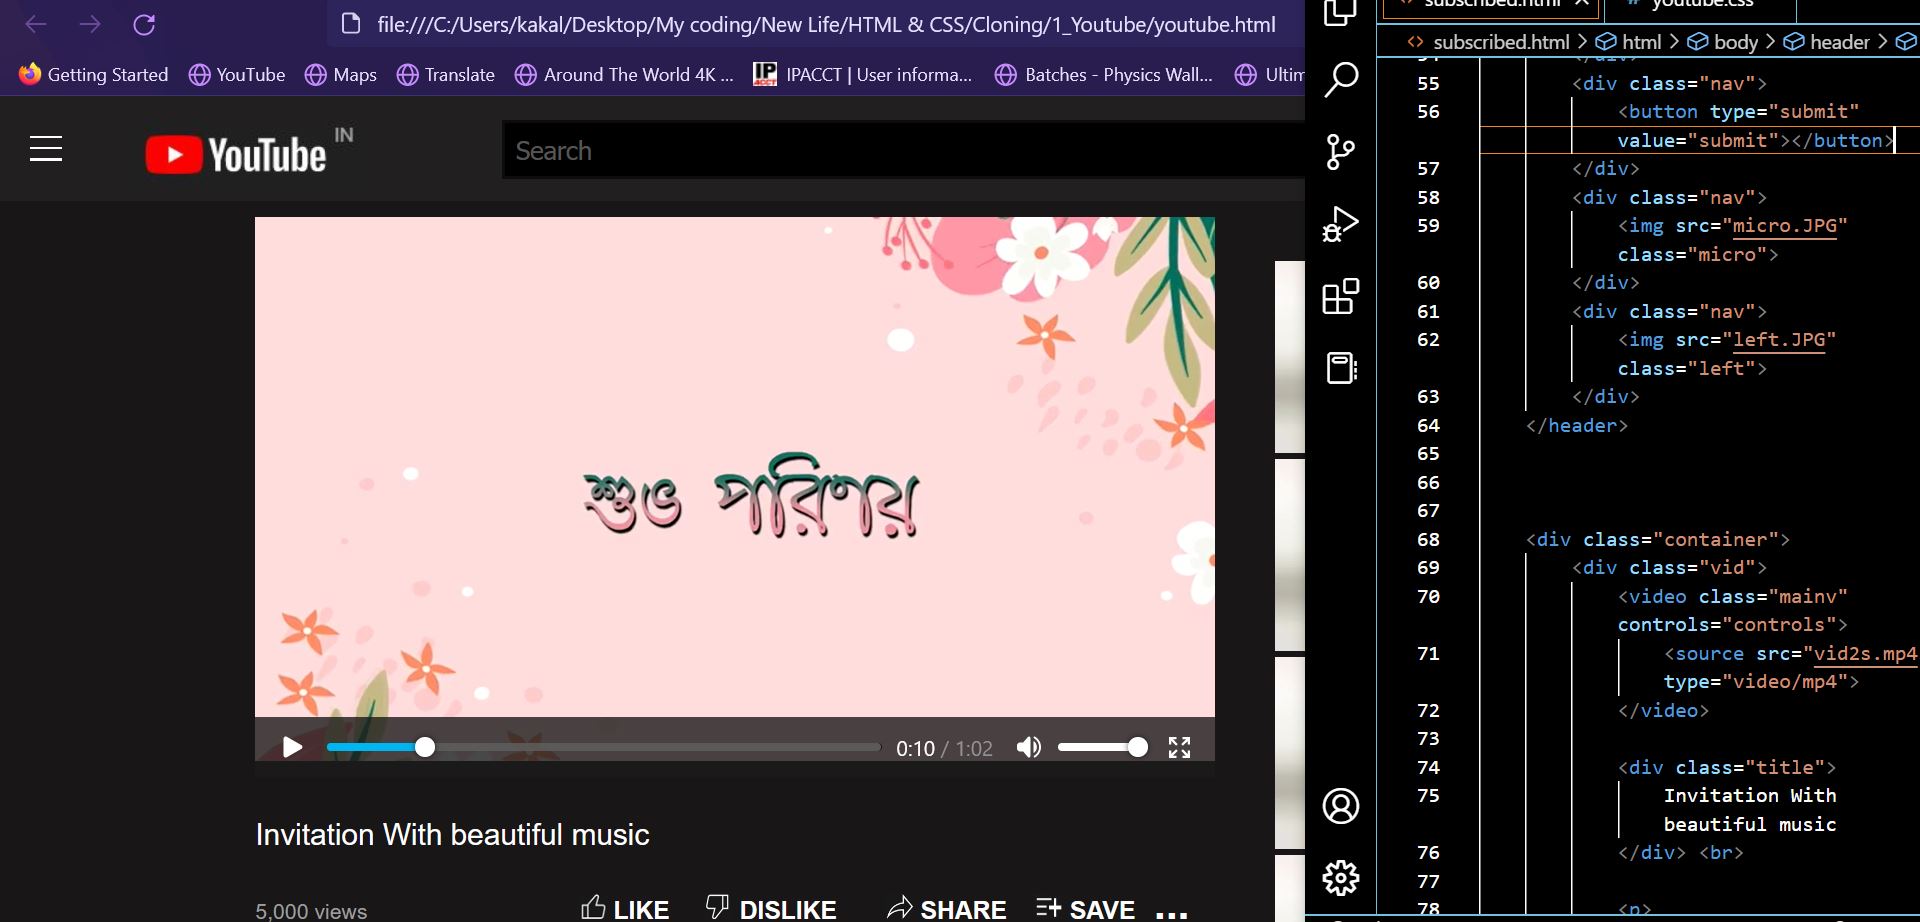 file:///C:/Users/kakal/Desktop/My coding/New Life/HTML & CSS/Cloning/1_Youtube/youtube.html
Getting Started YouTube Maps Translate Around The World 4K ... IP IPACCT | User informa... Batches - Physics Wall... Ultim
YouTube IN
Search
শুভ পরিণয়
0:10 / 1:02
Invitation With beautiful music
5,000 views LIKE DISLIKE SHARE SAVE ...
subscribed.html youtube.css
subscribed.html > html > body > header >
54 </div>
55 <div class="nav">
56 <button type="submit"
value="submit"></button>
57 </div>
58 <div class="nav">
59 <img src="micro.JPG"
class="micro">
60 </div>
61 <div class="nav">
62 <img src="left.JPG"
class="left">
63 </div>
64 </header>
65
66
67
68 <div class="container">
69 <div class="vid">
70 <video class="mainv"
controls="controls">
71 <source src="vid2s.mp4
type="video/mp4">
72 </video>
73
74 <div class="title">
75 Invitation With
beautiful music
76 </div> <br>
77
78 <p>